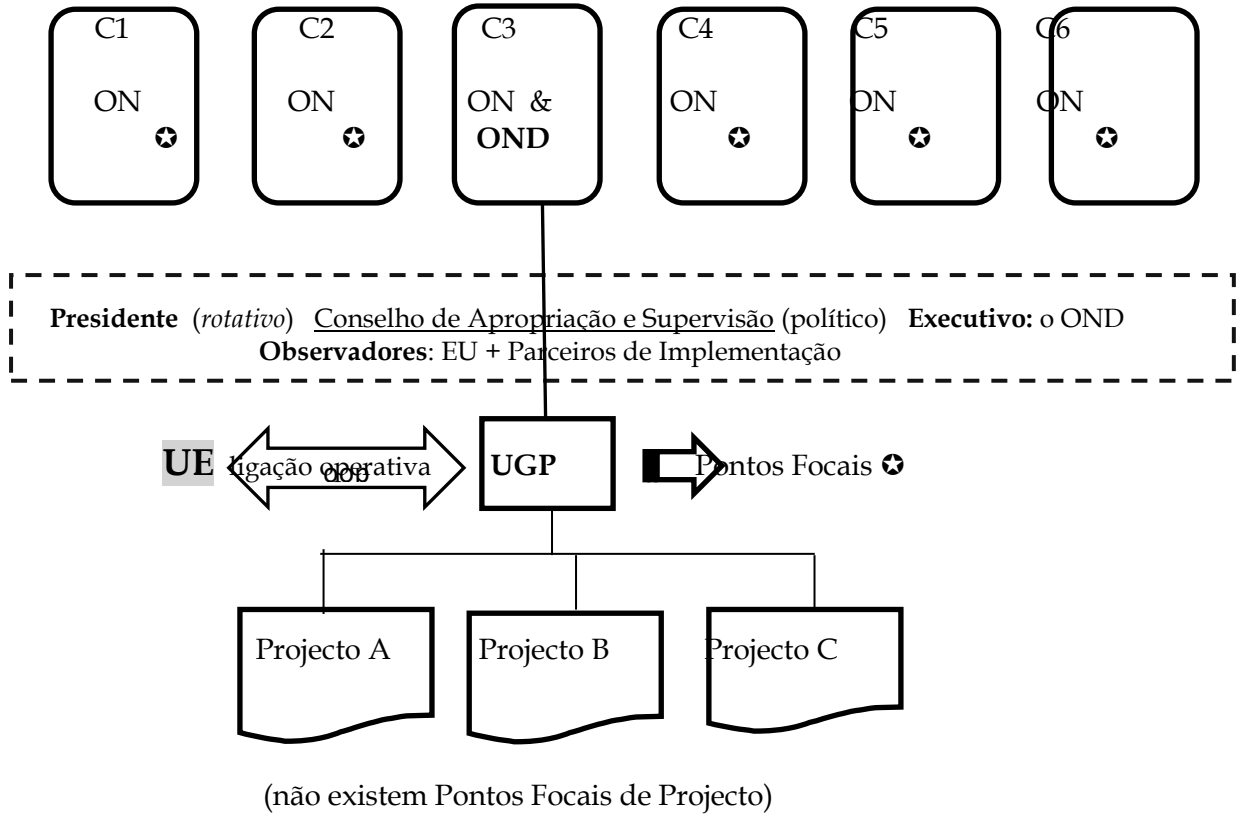 C1 C2 C3 C4 C5 C6
ON ON ON & ON ON ON
✪ ✪ OND ✪ ✪ ✪
Presidente (rotativo) Conselho de Apropriação e Supervisão (político) Executivo: o OND
Observadores: EU + Parceiros de Implementação
UE ligação operativa UGP Pontos Focais ✪
Projecto A Projecto B Projecto C
(não existem Pontos Focais de Projecto)